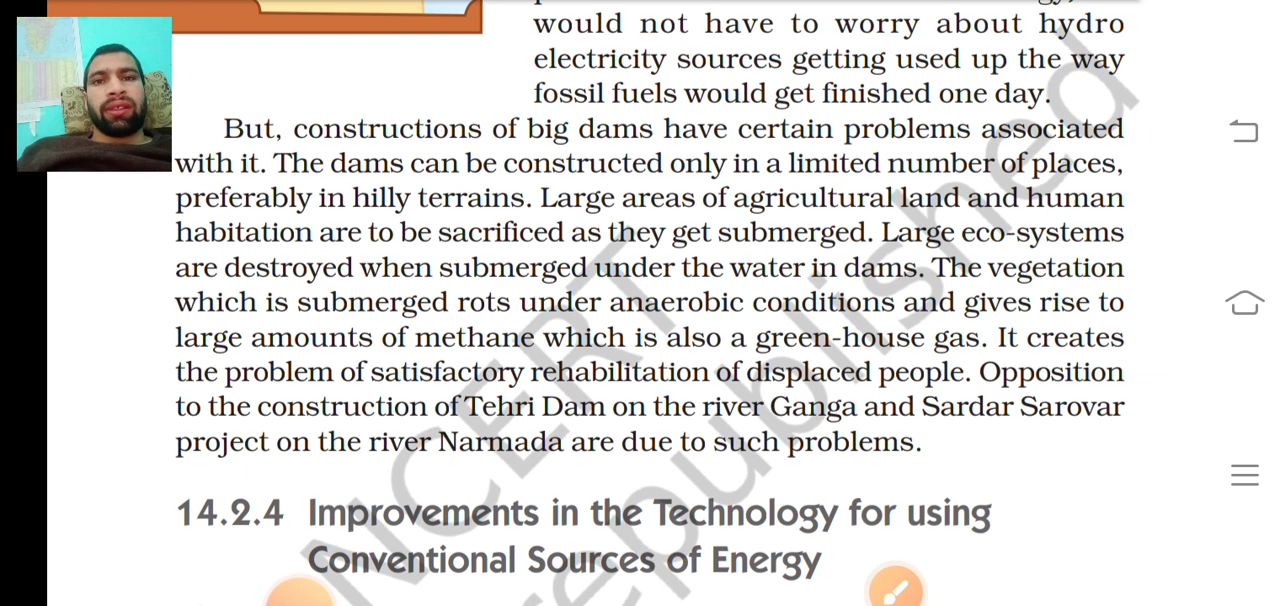 would not have to worry about hydro
electricity sources getting used up the way
fossil fuels would get finished one day.
But, constructions of big dams have certain problems associated
with it. The dams can be constructed only in a limited number of places,
preferably in hilly terrains. Large areas of agricultural land and human
habitation are to be sacrificed as they get submerged. Large eco-systems
are destroyed when submerged under the water in dams. The vegetation
which is submerged rots under anaerobic conditions and gives rise to
large amounts of methane which is also a green-house gas. It creates
the problem of satisfactory rehabilitation of displaced people. Opposition
to the construction of Tehri Dam on the river Ganga and Sardar Sarovar
project on the river Narmada are due to such problems.
14.2.4 Improvements in the Technology for using
Conventional Sources of Energy
NCERT
republished